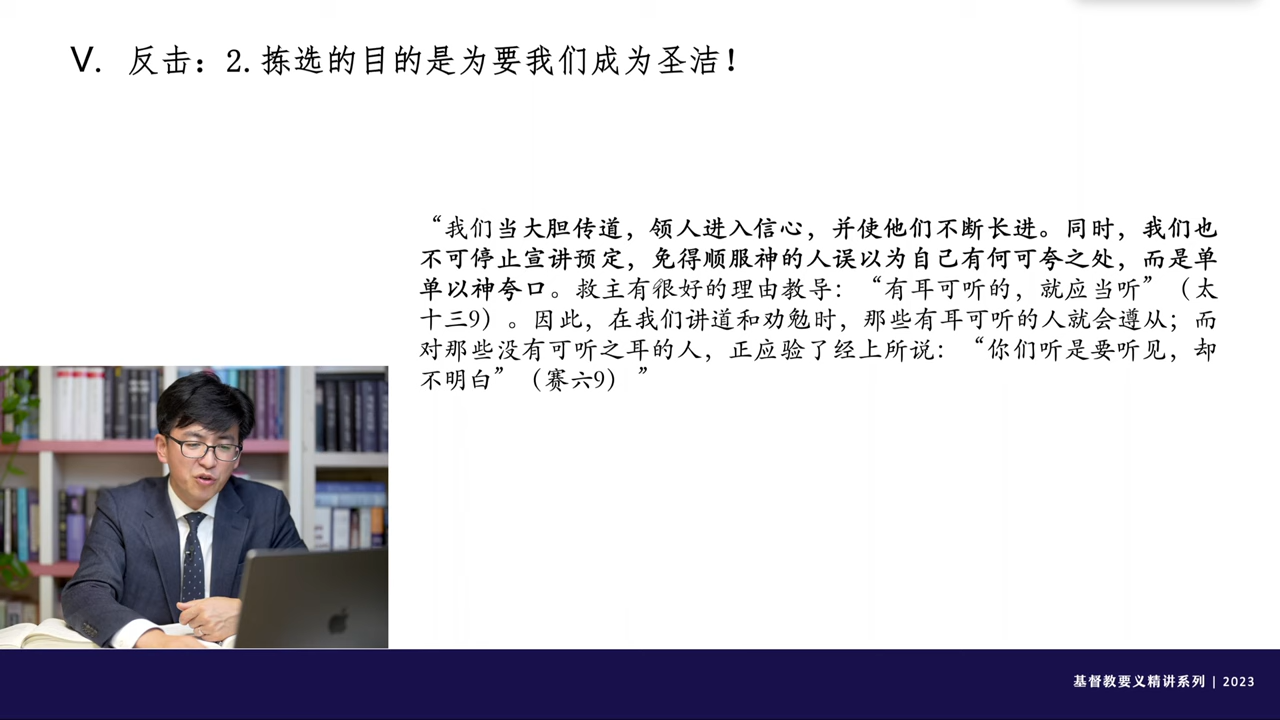 V. 反击：2.拣选的目的是为要我们成为圣洁！
“我们当大胆传道，领人进入信心，并使他们不断长进。同时，我们也
不可停止宣讲预定，免得顺服神的人误以为自己有何可夸之处，而是单
单以神夸口。救主有很好的理由教导：“有耳可听的，就应当听”（太
十三9）。因此，在我们讲道和劝勉时，那些有耳可听的人就会遵从；而
对那些没有可听之耳的人，正应验了经上所说：“你们听是要听见，却
不明白”（赛六9）”
基督教要义精讲系列 | 2023